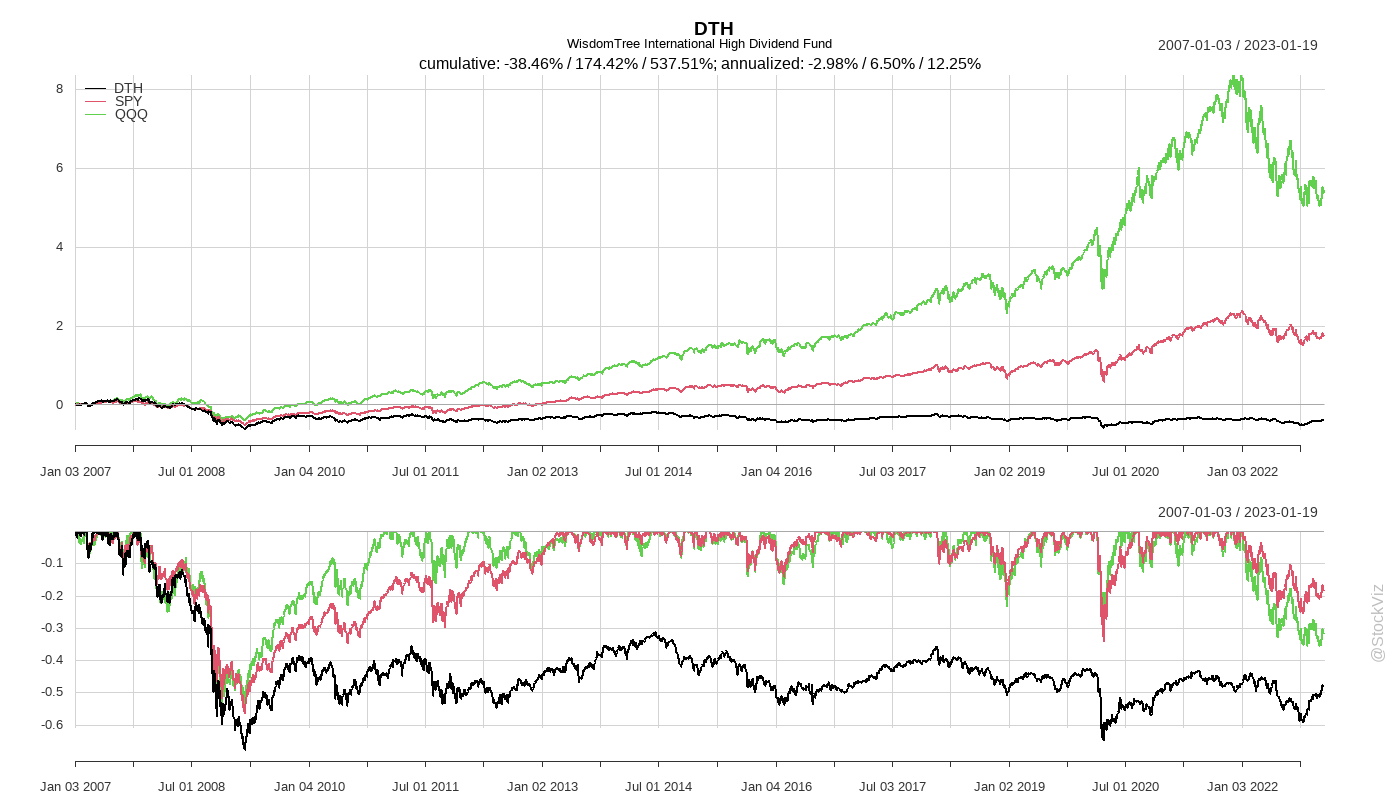 DTH
WisdomTree International High Dividend Fund
2007-01-03 / 2023-01-19
cumulative: -38.46% / 174.42% / 537.51%; annualized: -2.98% / 6.50% / 12.25%
DTH
SPY
QQQ
8
6
4
2
0
Jan 03 2007 Jul 01 2008 Jan 04 2010 Jul 01 2011 Jan 02 2013 Jul 01 2014 Jan 04 2016 Jul 03 2017 Jan 02 2019 Jul 01 2020 Jan 03 2022
2007-01-03 / 2023-01-19
-0.1
-0.2
-0.3
-0.4
-0.5
-0.6
Jan 03 2007 Jul 01 2008 Jan 04 2010 Jul 01 2011 Jan 02 2013 Jul 01 2014 Jan 04 2016 Jul 03 2017 Jan 02 2019 Jul 01 2020 Jan 03 2022
@StockViz